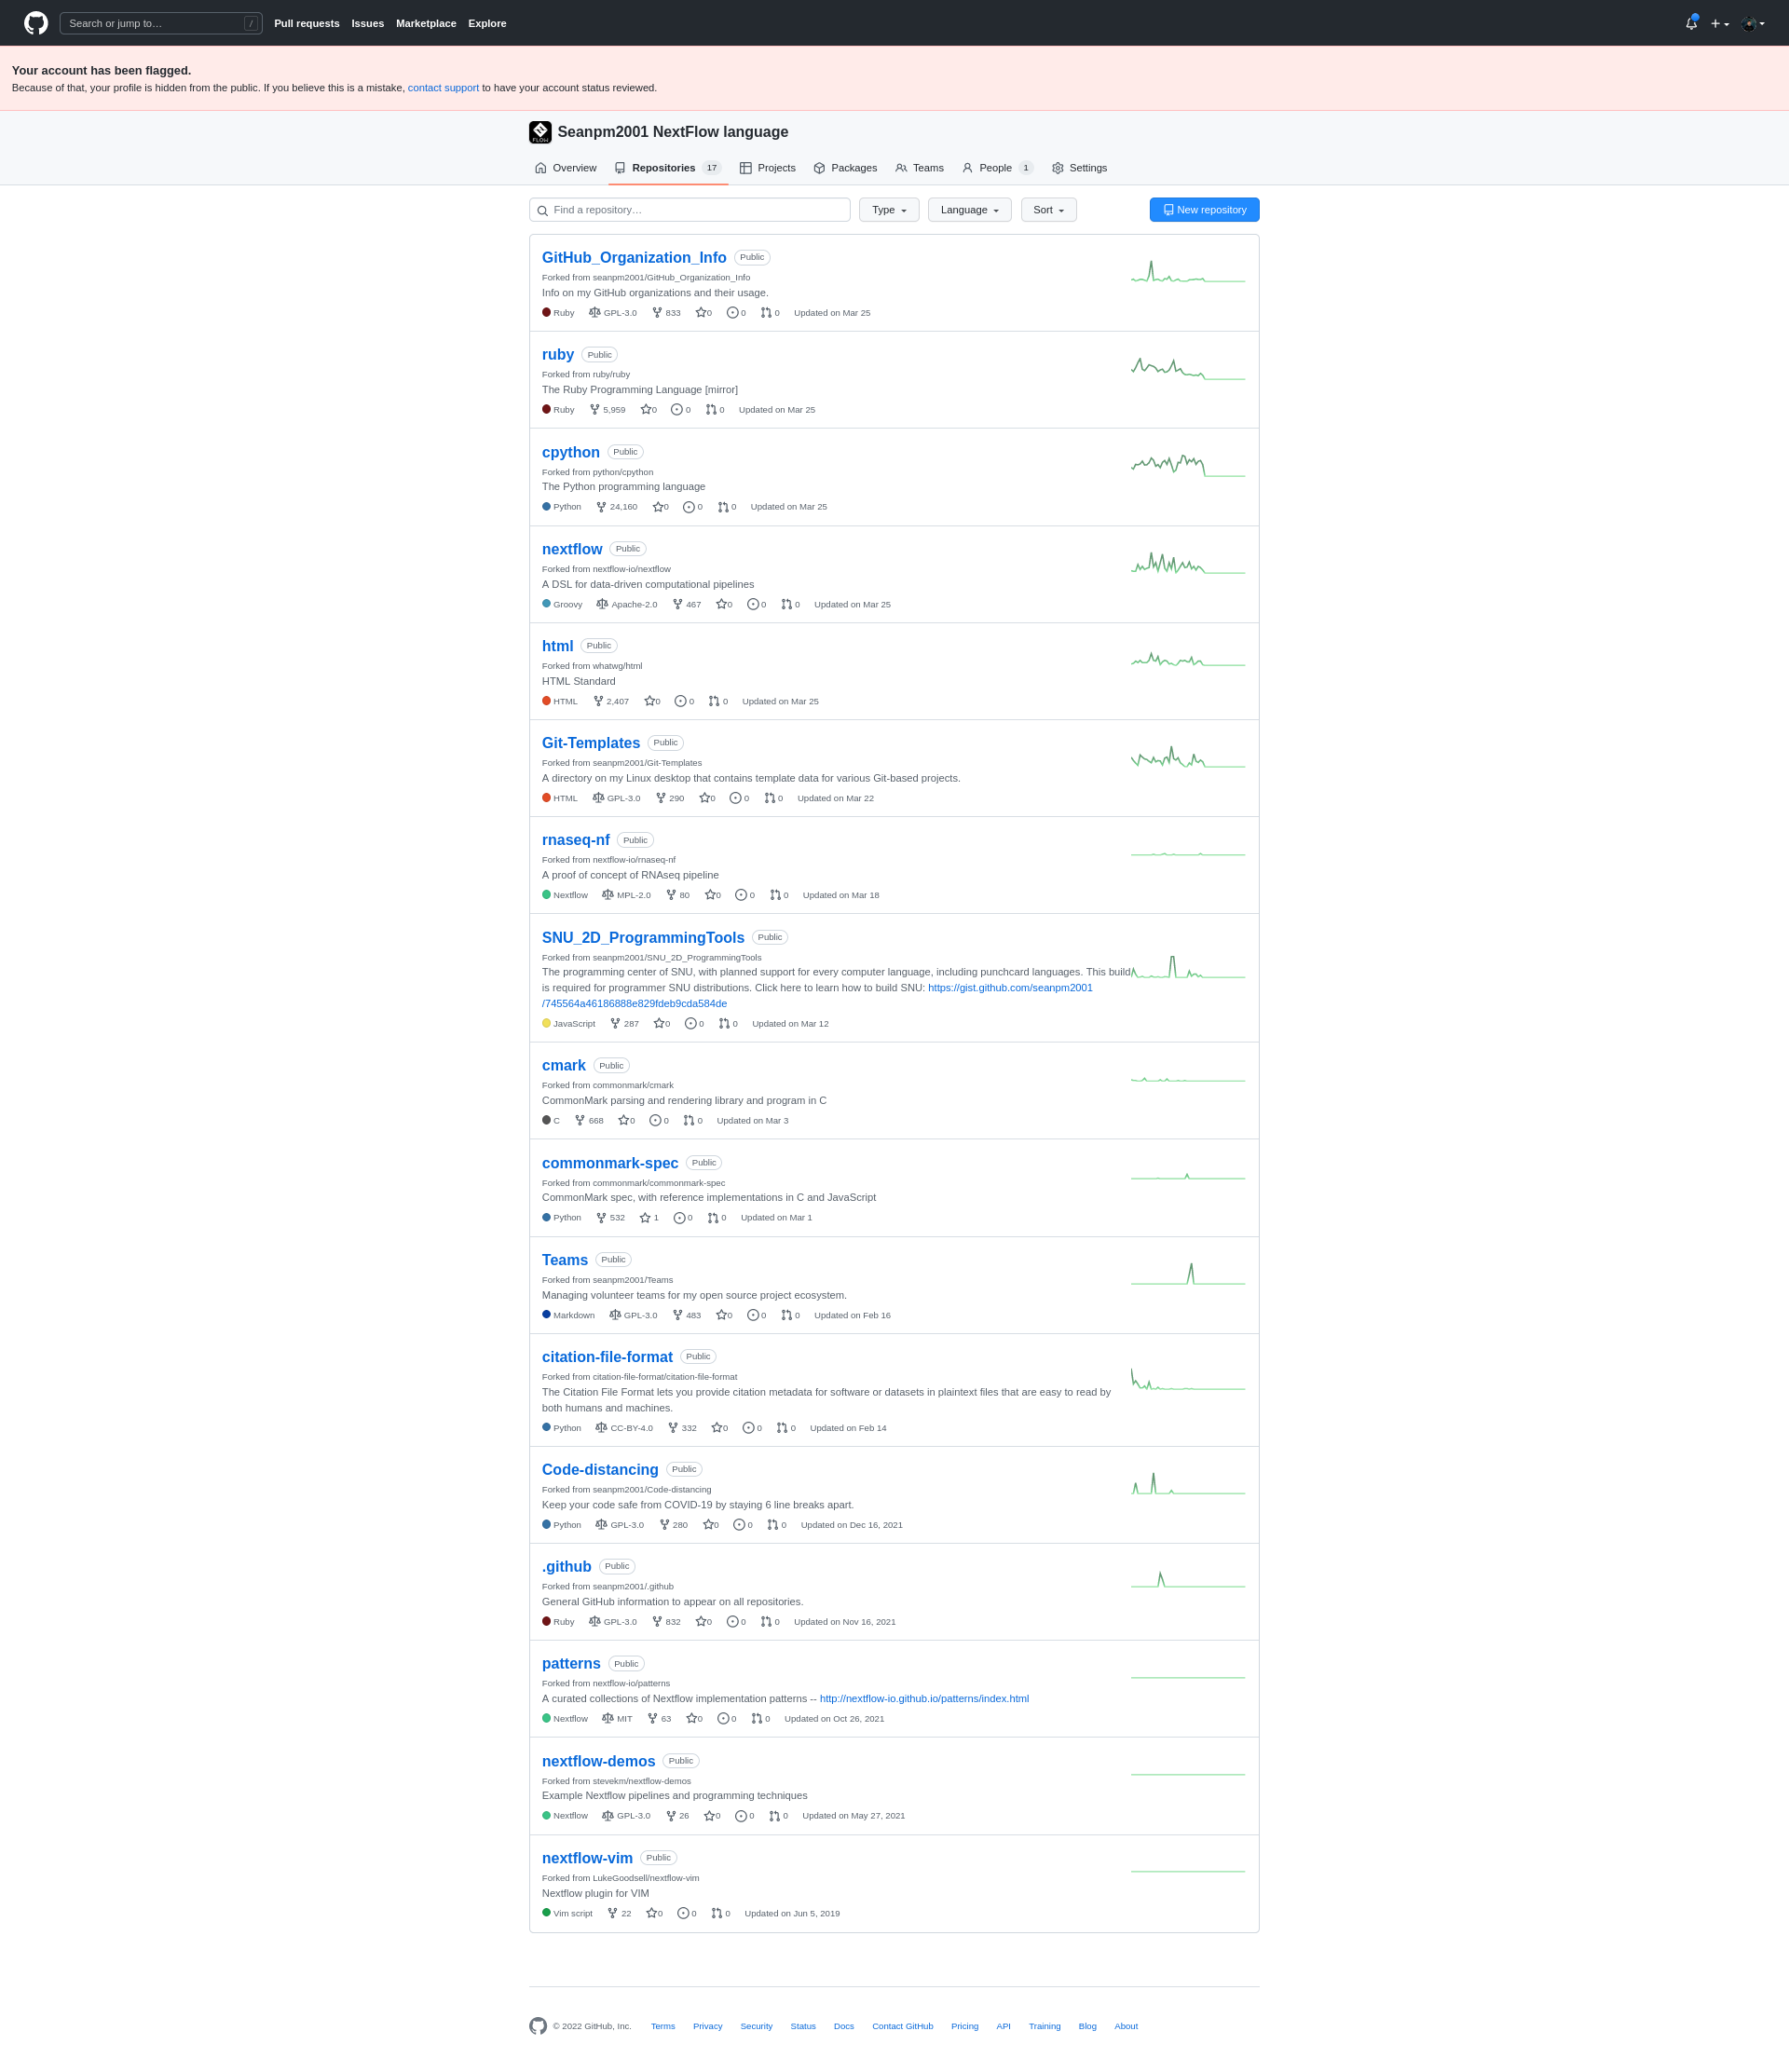 Search or jump to… /
Pull requests Issues Marketplace Explore
Your account has been flagged.
Because of that, your profile is hidden from the public. If you believe this is a mistake, contact support to have your account status reviewed.
FLOW
Seanpm2001 NextFlow language
Overview Repositories 17 Projects Packages Teams People 1 Settings
Find a repository… Type Language Sort New repository
GitHub_Organization_Info Public
Forked from seanpm2001/GitHub_Organization_Info
Info on my GitHub organizations and their usage.
Ruby GPL-3.0 833 0 0 0 Updated on Mar 25
ruby Public
Forked from ruby/ruby
The Ruby Programming Language [mirror]
Ruby 5,959 0 0 0 Updated on Mar 25
cpython Public
Forked from python/cpython
The Python programming language
Python 24,160 0 0 0 Updated on Mar 25
nextflow Public
Forked from nextflow-io/nextflow
A DSL for data-driven computational pipelines
Groovy Apache-2.0 467 0 0 0 Updated on Mar 25
html Public
Forked from whatwg/html
HTML Standard
HTML 2,407 0 0 0 Updated on Mar 25
Git-Templates Public
Forked from seanpm2001/Git-Templates
A directory on my Linux desktop that contains template data for various Git-based projects.
HTML GPL-3.0 290 0 0 0 Updated on Mar 22
rnaseq-nf Public
Forked from nextflow-io/rnaseq-nf
A proof of concept of RNAseq pipeline
Nextflow MPL-2.0 80 0 0 0 Updated on Mar 18
SNU_2D_ProgrammingTools Public
Forked from seanpm2001/SNU_2D_ProgrammingTools
The programming center of SNU, with planned support for every computer language, including punchcard languages. This build
is required for programmer SNU distributions. Click here to learn how to build SNU: https://gist.github.com/seanpm2001
/745564a46186888e829fdeb9cda584de
JavaScript 287 0 0 0 Updated on Mar 12
cmark Public
Forked from commonmark/cmark
CommonMark parsing and rendering library and program in C
C 668 0 0 0 Updated on Mar 3
commonmark-spec Public
Forked from commonmark/commonmark-spec
CommonMark spec, with reference implementations in C and JavaScript
Python 532 1 0 0 Updated on Mar 1
Teams Public
Forked from seanpm2001/Teams
Managing volunteer teams for my open source project ecosystem.
Markdown GPL-3.0 483 0 0 0 Updated on Feb 16
citation-file-format Public
Forked from citation-file-format/citation-file-format
The Citation File Format lets you provide citation metadata for software or datasets in plaintext files that are easy to read by
both humans and machines.
Python CC-BY-4.0 332 0 0 0 Updated on Feb 14
Code-distancing Public
Forked from seanpm2001/Code-distancing
Keep your code safe from COVID-19 by staying 6 line breaks apart.
Python GPL-3.0 280 0 0 0 Updated on Dec 16, 2021
.github Public
Forked from seanpm2001/.github
General GitHub information to appear on all repositories.
Ruby GPL-3.0 832 0 0 0 Updated on Nov 16, 2021
patterns Public
Forked from nextflow-io/patterns
A curated collections of Nextflow implementation patterns -- http://nextflow-io.github.io/patterns/index.html
Nextflow MIT 63 0 0 0 Updated on Oct 26, 2021
nextflow-demos Public
Forked from stevekm/nextflow-demos
Example Nextflow pipelines and programming techniques
Nextflow GPL-3.0 26 0 0 0 Updated on May 27, 2021
nextflow-vim Public
Forked from LukeGoodsell/nextflow-vim
Nextflow plugin for VIM
Vim script 22 0 0 0 Updated on Jun 5, 2019
© 2022 GitHub, Inc. Terms Privacy Security Status Docs Contact GitHub Pricing API Training Blog About